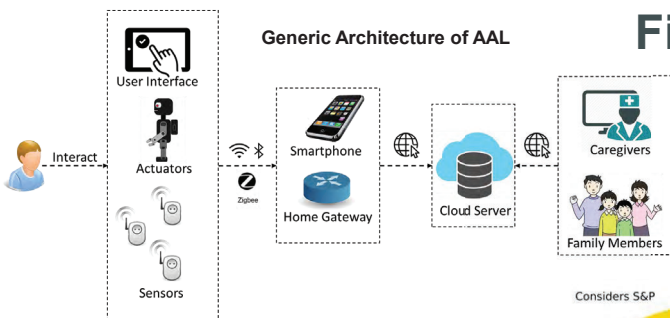 Generic Architecture of AAL
Fi
User Interface
Actuators
Sensors
Interact
Zigbee
Smartphone
Home Gateway
Cloud Server
Caregivers
Family Members
Considers S&P